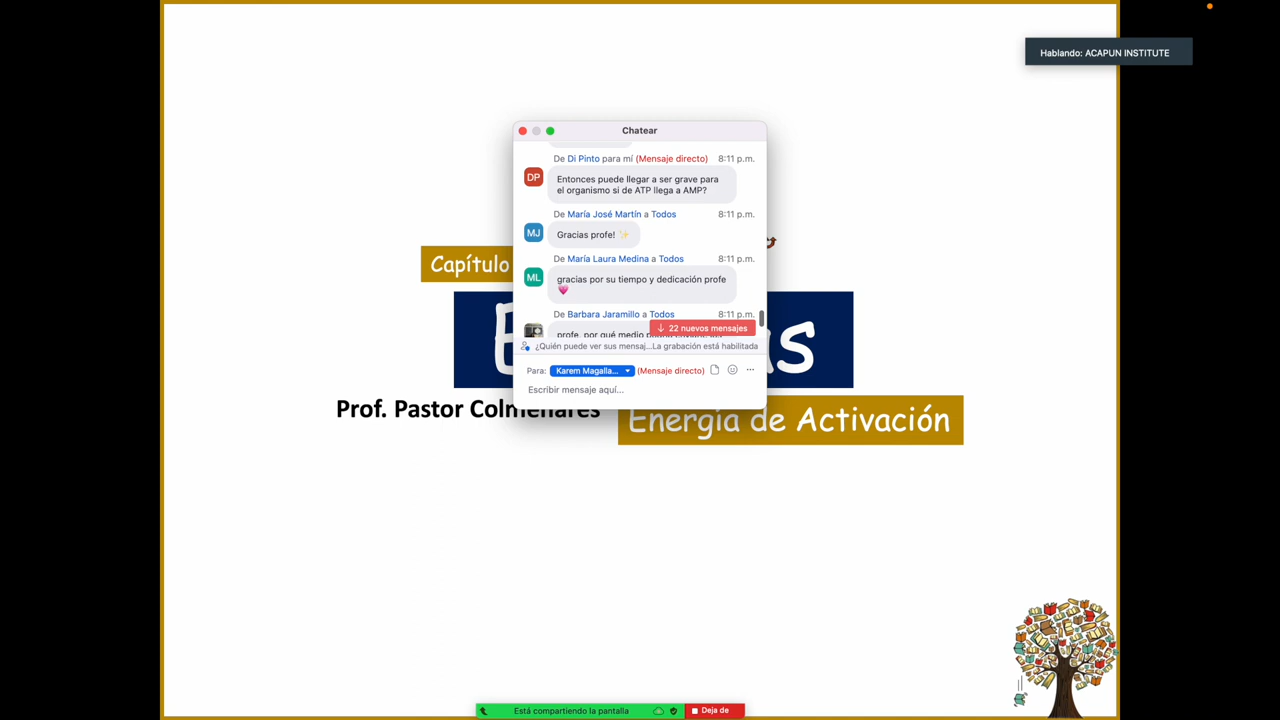 Hablando: ACAPUN INSTITUTE
Chatear
De Di Pinto para mí (Mensaje directo) 8:11 p.m.
DP
Entonces puede llegar a ser grave para
el organismo si de ATP llega a AMP?
De María José Martín a Todos 8:11 p.m.
MJ
Gracias profe! ✨
De María Laura Medina a Todos 8:11 p.m.
ML
gracias por su tiempo y dedicación profe
💗
De Barbara Jaramillo a Todos 8:11 p.m.
profe, por qué medio
↓ 22 nuevos mensajes
¿Quién puede ver sus mensaj...La grabación está habilitada
Para: Karem Magalla... (Mensaje directo)
Escribir mensaje aquí...
Capítulo
E s
Prof. Pastor Colmenares
Energía de Activación
Está compartiendo la pantalla
Deja de